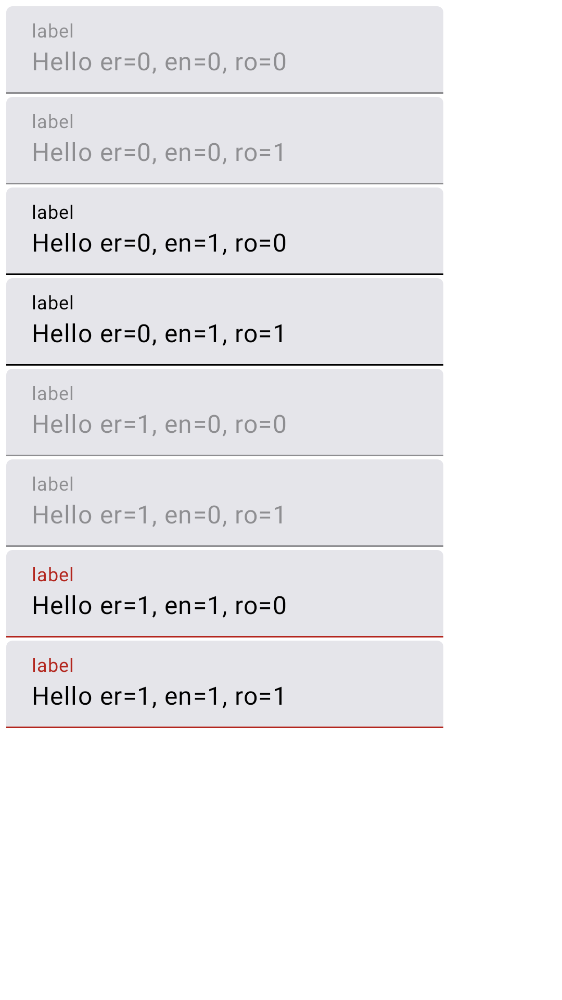 label
Hello er=0, en=0, ro=0
label
Hello er=0, en=0, ro=1
label
Hello er=0, en=1, ro=0
label
Hello er=0, en=1, ro=1
label
Hello er=1, en=0, ro=0
label
Hello er=1, en=0, ro=1
label
Hello er=1, en=1, ro=0
label
Hello er=1, en=1, ro=1